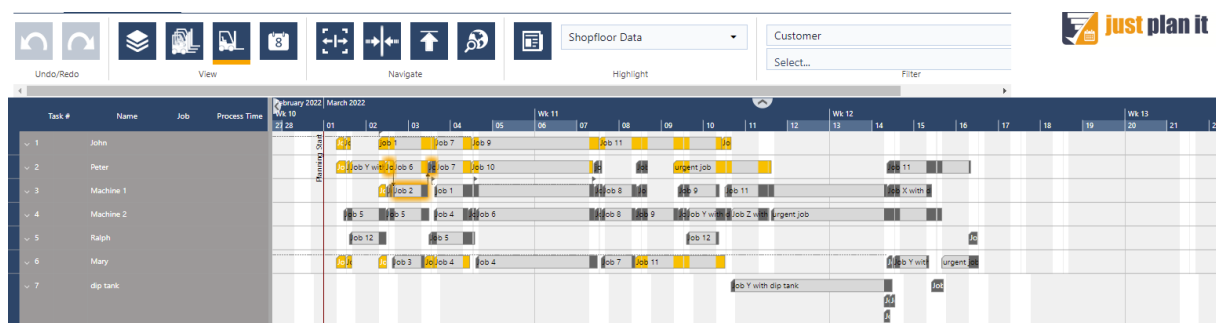 just plan it
Shopfloor Data
Customer
Select...
Undo/Redo View Navigate Highlight Filter
February 2022 March 2022
Task # Name Job Process Time Wk 10 Wk 11 Wk 12 Wk 13
27 28 01 02 03 04 05 06 07 08 09 10 11 12 13 14 15 16 17 18 19 20 21
Planning Start
1 John Job 1 Job 7 Job 9 Job 11 Jo
2 Peter Job Y wit Job 6 Job 7 Job 10 urgent job Job 11
3 Machine 1 Job 2 Job 1 Job 8 Jo Job 9 Job 11 Job X with d
4 Machine 2 Job 5 Job 5 Job 4 Job 6 Job 8 Job 9 Job Y with d Job Z with urgent job
5 Ralph Job 12 Job 5 Job 12 Jo
6 Mary Job 3 Job 4 Job 4 Job 7 Job 11 Job Y wit urgent job
7 dip tank Job Y with dip tank Job